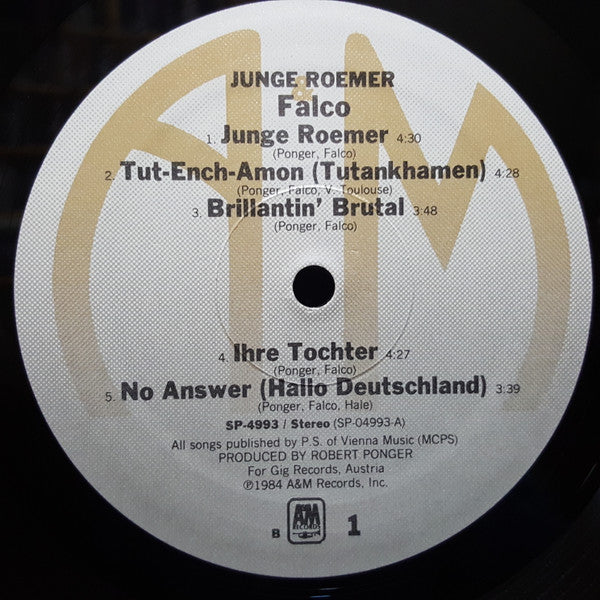 JUNGE ROEMER
Falco
1. Junge Roemer 4:30
(Ponger, Falco)
2. Tut-Ench-Amon (Tutankhamen) 4:28
(Ponger, Falco, V. Toulouse)
3. Brillantin' Brutal 3:48
(Ponger, Falco)
4. Ihre Tochter 4:27
(Ponger, Falco)
5. No Answer (Hallo Deutschland) 3:39
(Ponger, Falco, Hale)
SP-4993 / Stereo (SP-04993-A)
All songs published by P.S. of Vienna Music (MCPS)
PRODUCED BY ROBERT PONGER
For Gig Records, Austria
℗1984 A&M Records, Inc.
B A&M RECORDS 1